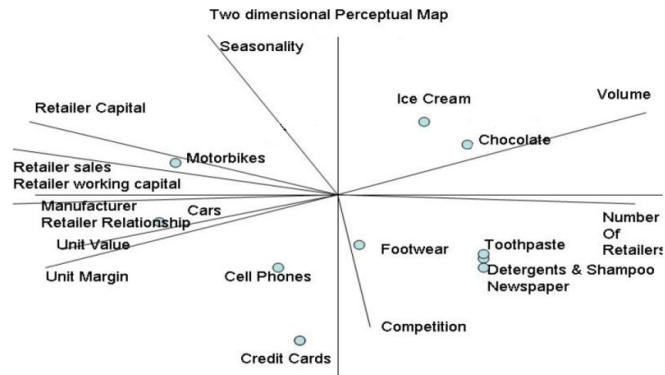 Two dimensional Perceptual Map
Seasonality
Ice Cream
Volume
Retailer Capital
Chocolate
Motorbikes
Retailer sales
Retailer working capital
Manufacturer
Retailer Relationship
Cars
Number
Of
Retailers
Unit Value
Footwear
Toothpaste
Unit Margin
Cell Phones
Detergents & Shampoo
Newspaper
Competition
Credit Cards